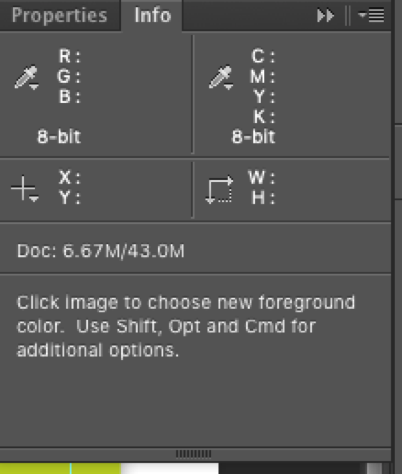 Properties Info
R: C:
G: M:
B: Y:
K:
8-bit 8-bit
X: W:
Y: H:
Doc: 6.67M/43.0M
Click image to choose new foreground
color. Use Shift, Opt and Cmd for
additional options.